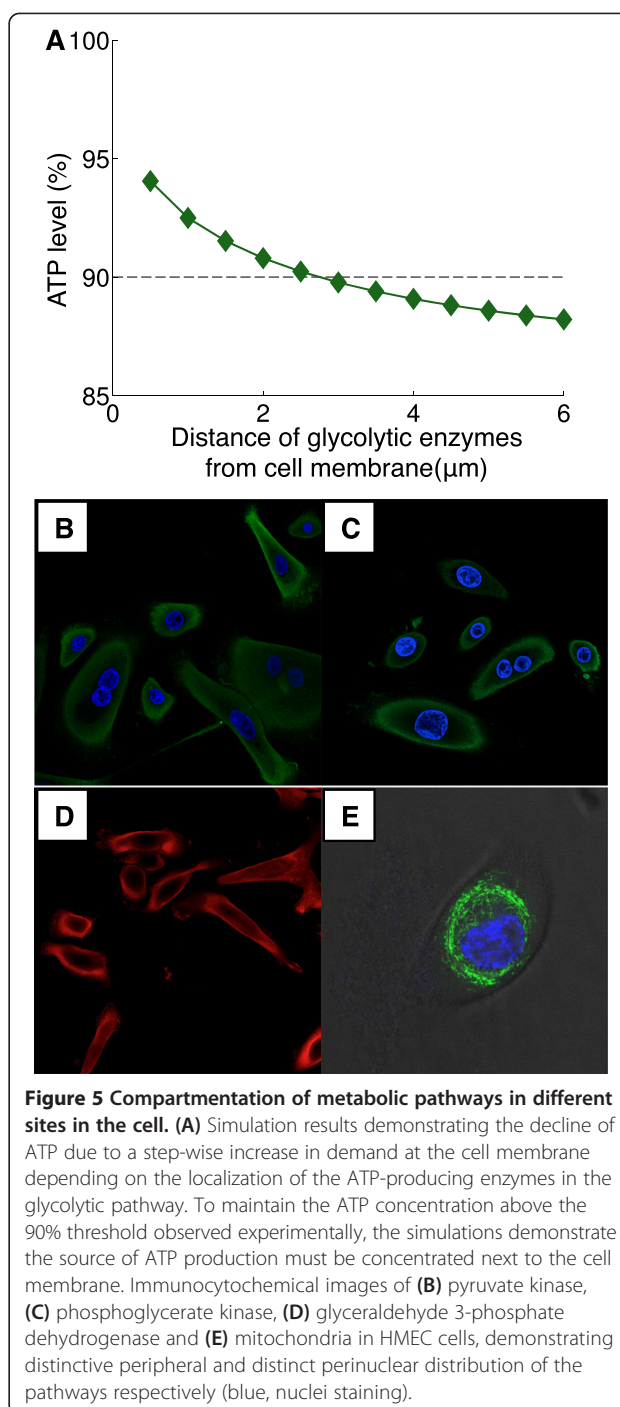 A
100
95
90
85
ATP level (%)
0 2 4 6
Distance of glycolytic enzymes
from cell membrane(μm)
B
C
D
E
Figure 5 Compartmentation of metabolic pathways in different
sites in the cell. (A) Simulation results demonstrating the decline of
ATP due to a step-wise increase in demand at the cell membrane
depending on the localization of the ATP-producing enzymes in the
glycolytic pathway. To maintain the ATP concentration above the
90% threshold observed experimentally, the simulations demonstrate
the source of ATP production must be concentrated next to the cell
membrane. Immunocytochemical images of (B) pyruvate kinase,
(C) phosphoglycerate kinase, (D) glyceraldehyde 3-phosphate
dehydrogenase and (E) mitochondria in HMEC cells, demonstrating
distinctive peripheral and distinct perinuclear distribution of the
pathways respectively (blue, nuclei staining).